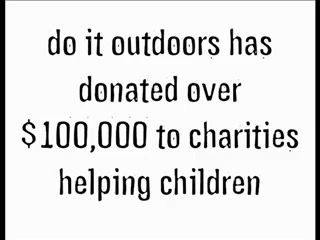 do it outdoors has
donated over
$100,000 to charities
helping children